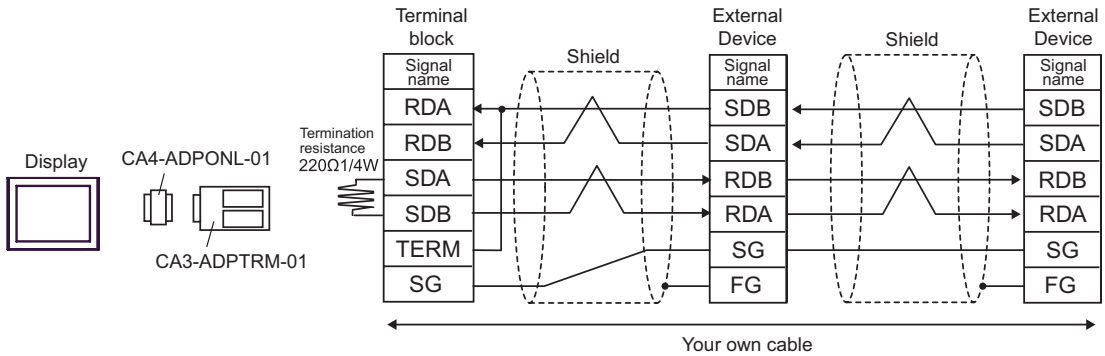 Display
CA4-ADPONL-01
CA3-ADPTRM-01
Termination
resistance
220Ω1/4W
Terminal
block
Signal
name
RDA
RDB
SDA
SDB
TERM
SG
Shield
External
Device
Signal
name
SDB
SDA
RDB
RDA
SG
FG
Shield
External
Device
Signal
name
SDB
SDA
RDB
RDA
SG
FG
Your own cable